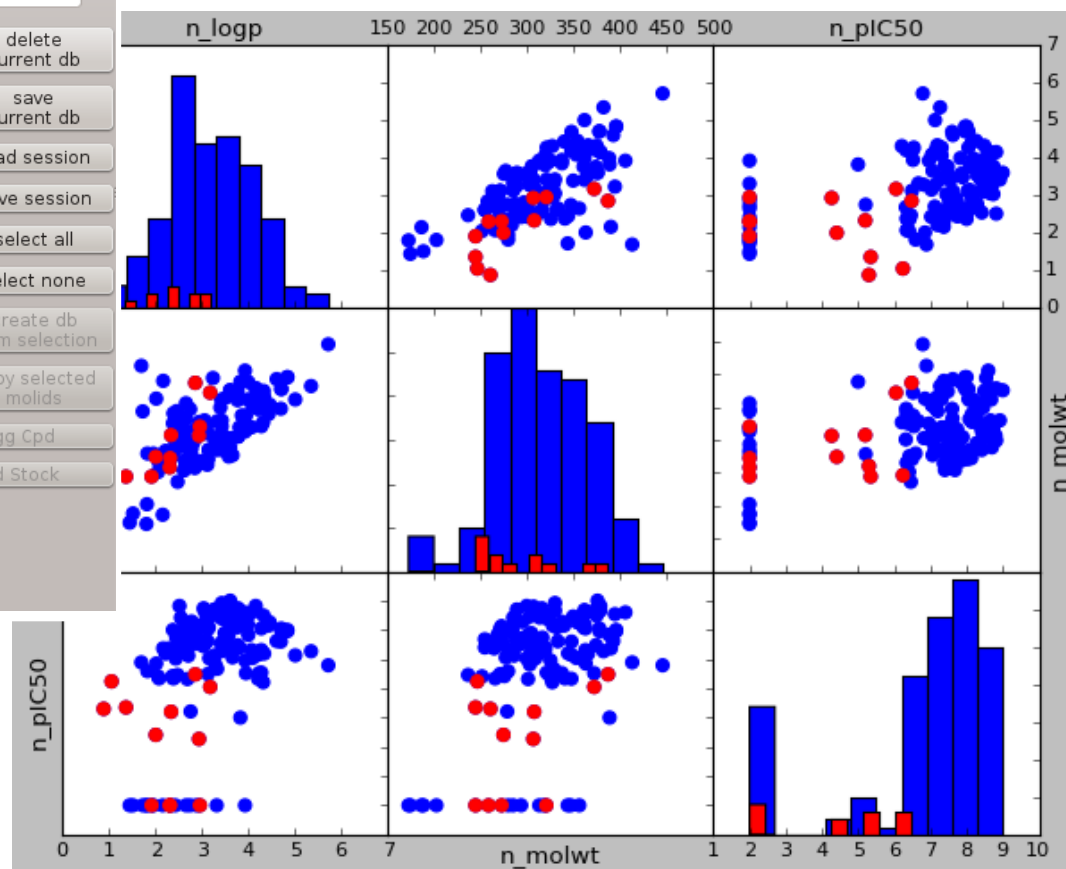 delete
urrent db
save
urrent db
ad session
ve session
select all
elect none
reate db
m selection
by selected
molids
gg Cpd
d Stock
n_logp
150 200 250 300 350 400 450 500
n_pIC50
7
6
5
4
3
2
1
0
n_molwt
n_pIC50
0 1 2 3 4 5 6 7
n_molwt
1 2 3 4 5 6 7 8 9 10